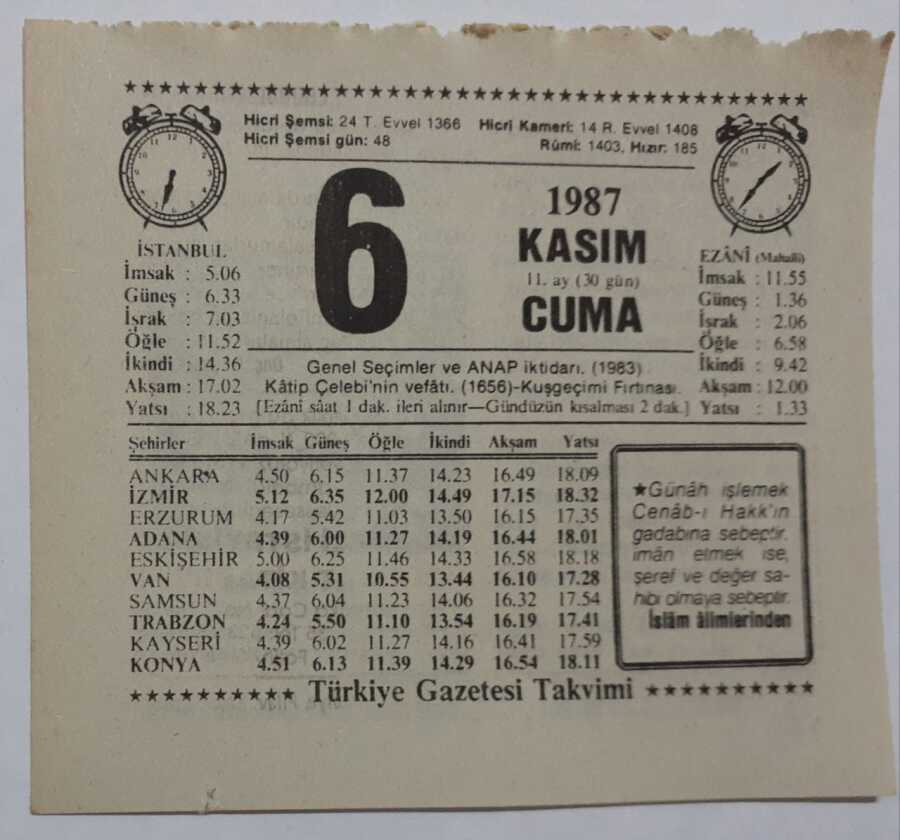 Hicri Şemsi: 24 T. Evvel 1366 Hicri Kameri: 14 R. Evvel 1408
Hicri Şemsi gün: 48 Rûmi: 1403, Hızır: 185
6
1987
KASIM
11. ay (30 gün)
CUMA
İSTANBUL
İmsak : 5.06
Güneş : 6.33
İşrak : 7.03
Öğle : 11.52
İkindi : 14.36
Akşam : 17.02
Yatsı : 18.23
EZÂNÎ (Mahalli)
İmsak : 11.55
Güneş : 1.36
İşrak : 2.06
Öğle : 6.58
İkindi : 9.42
Akşam : 12.00
Yatsı : 1.33
Genel Seçimler ve ANAP iktidarı. (1983)
Kâtip Çelebi'nin vefâtı. (1656)-Kuşgeçimi Fırtınası.
[Ezânî sâat 1 dak. ileri alınır—Gündüzün kısalması 2 dak.]
Şehirler İmsak Güneş Öğle İkindi Akşam Yatsı
ANKARA 4.50 6.15 11.37 14.23 16.49 18.09
İZMİR 5.12 6.35 12.00 14.49 17.15 18.32
ERZURUM 4.17 5.42 11.03 13.50 16.15 17.35
ADANA 4.39 6.00 11.27 14.19 16.44 18.01
ESKİŞEHİR 5.00 6.25 11.46 14.33 16.58 18.18
VAN 4.08 5.31 10.55 13.44 16.10 17.28
SAMSUN 4.37 6.04 11.23 14.06 16.32 17.54
TRABZON 4.24 5.50 11.10 13.54 16.19 17.41
KAYSERİ 4.39 6.02 11.27 14.16 16.41 17.59
KONYA 4.51 6.13 11.39 14.29 16.54 18.11
★Günâh işlemek
Cenâb-ı Hakk'ın
gadabına sebeptir.
imân etmek ise,
şeref ve değer sa-
hibi olmaya sebeptir.
İslâm âlimlerinden
Türkiye Gazetesi Takvimi